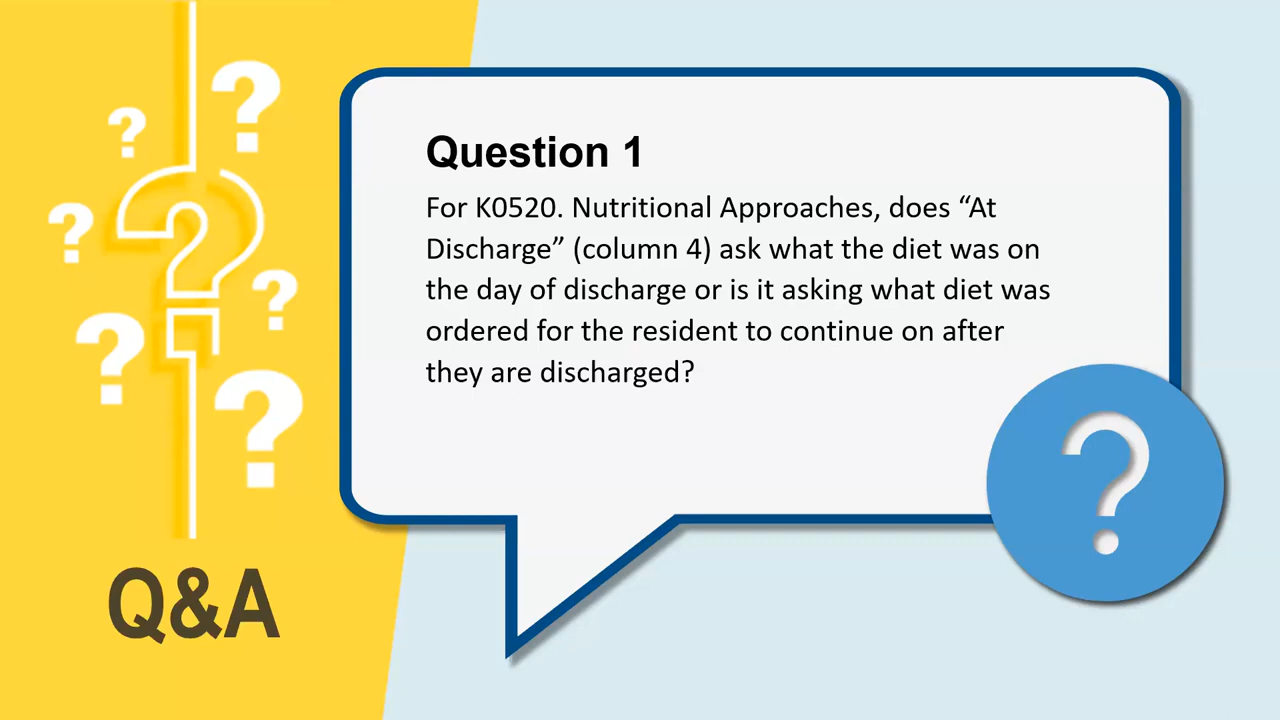 Question 1
For K0520. Nutritional Approaches, does “At
Discharge” (column 4) ask what the diet was on
the day of discharge or is it asking what diet was
ordered for the resident to continue on after
they are discharged?
Q&A